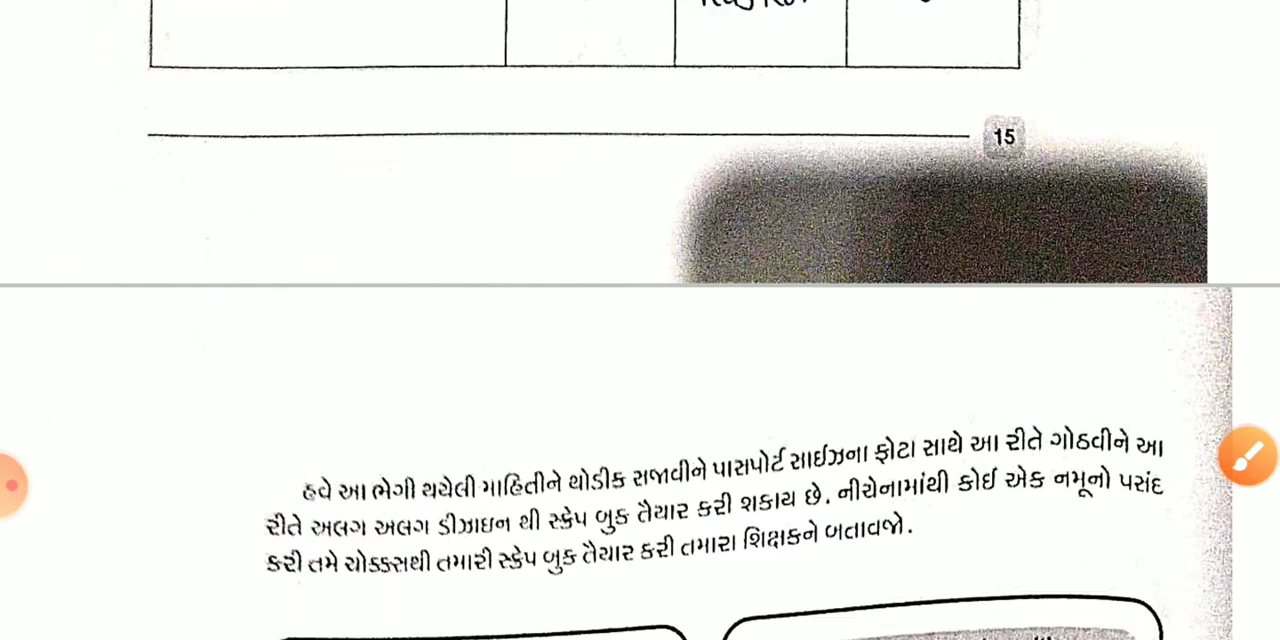 15
હવે આ ભેગી થયેલી માહિતીને થોડીક સજાવીને પાસપોર્ટ સાઈઝના ફોટા સાથે આ રીતે ગોઠવીને આ
રીતે અલગ અલગ ડીઝાઇન થી સ્ક્રેપ બુક તૈયાર કરી શકાય છે. નીચેનામાંથી કોઈ એક નમૂનો પસંદ
કરી તમે ચોક્ક્સથી તમારી સ્ક્રેપ બુક તૈયાર કરી તમારા શિક્ષકને બતાવજો.